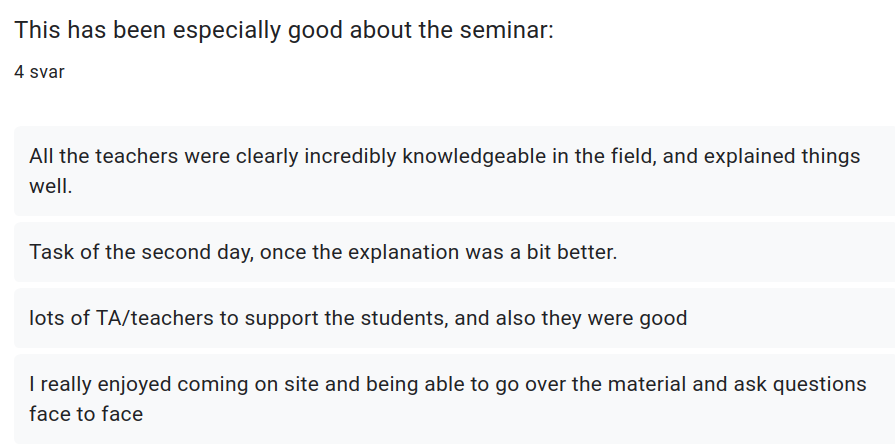 This has been especially good about the seminar:
4 svar
All the teachers were clearly incredibly knowledgeable in the field, and explained things
well.
Task of the second day, once the explanation was a bit better.
lots of TA/teachers to support the students, and also they were good
I really enjoyed coming on site and being able to go over the material and ask questions
face to face